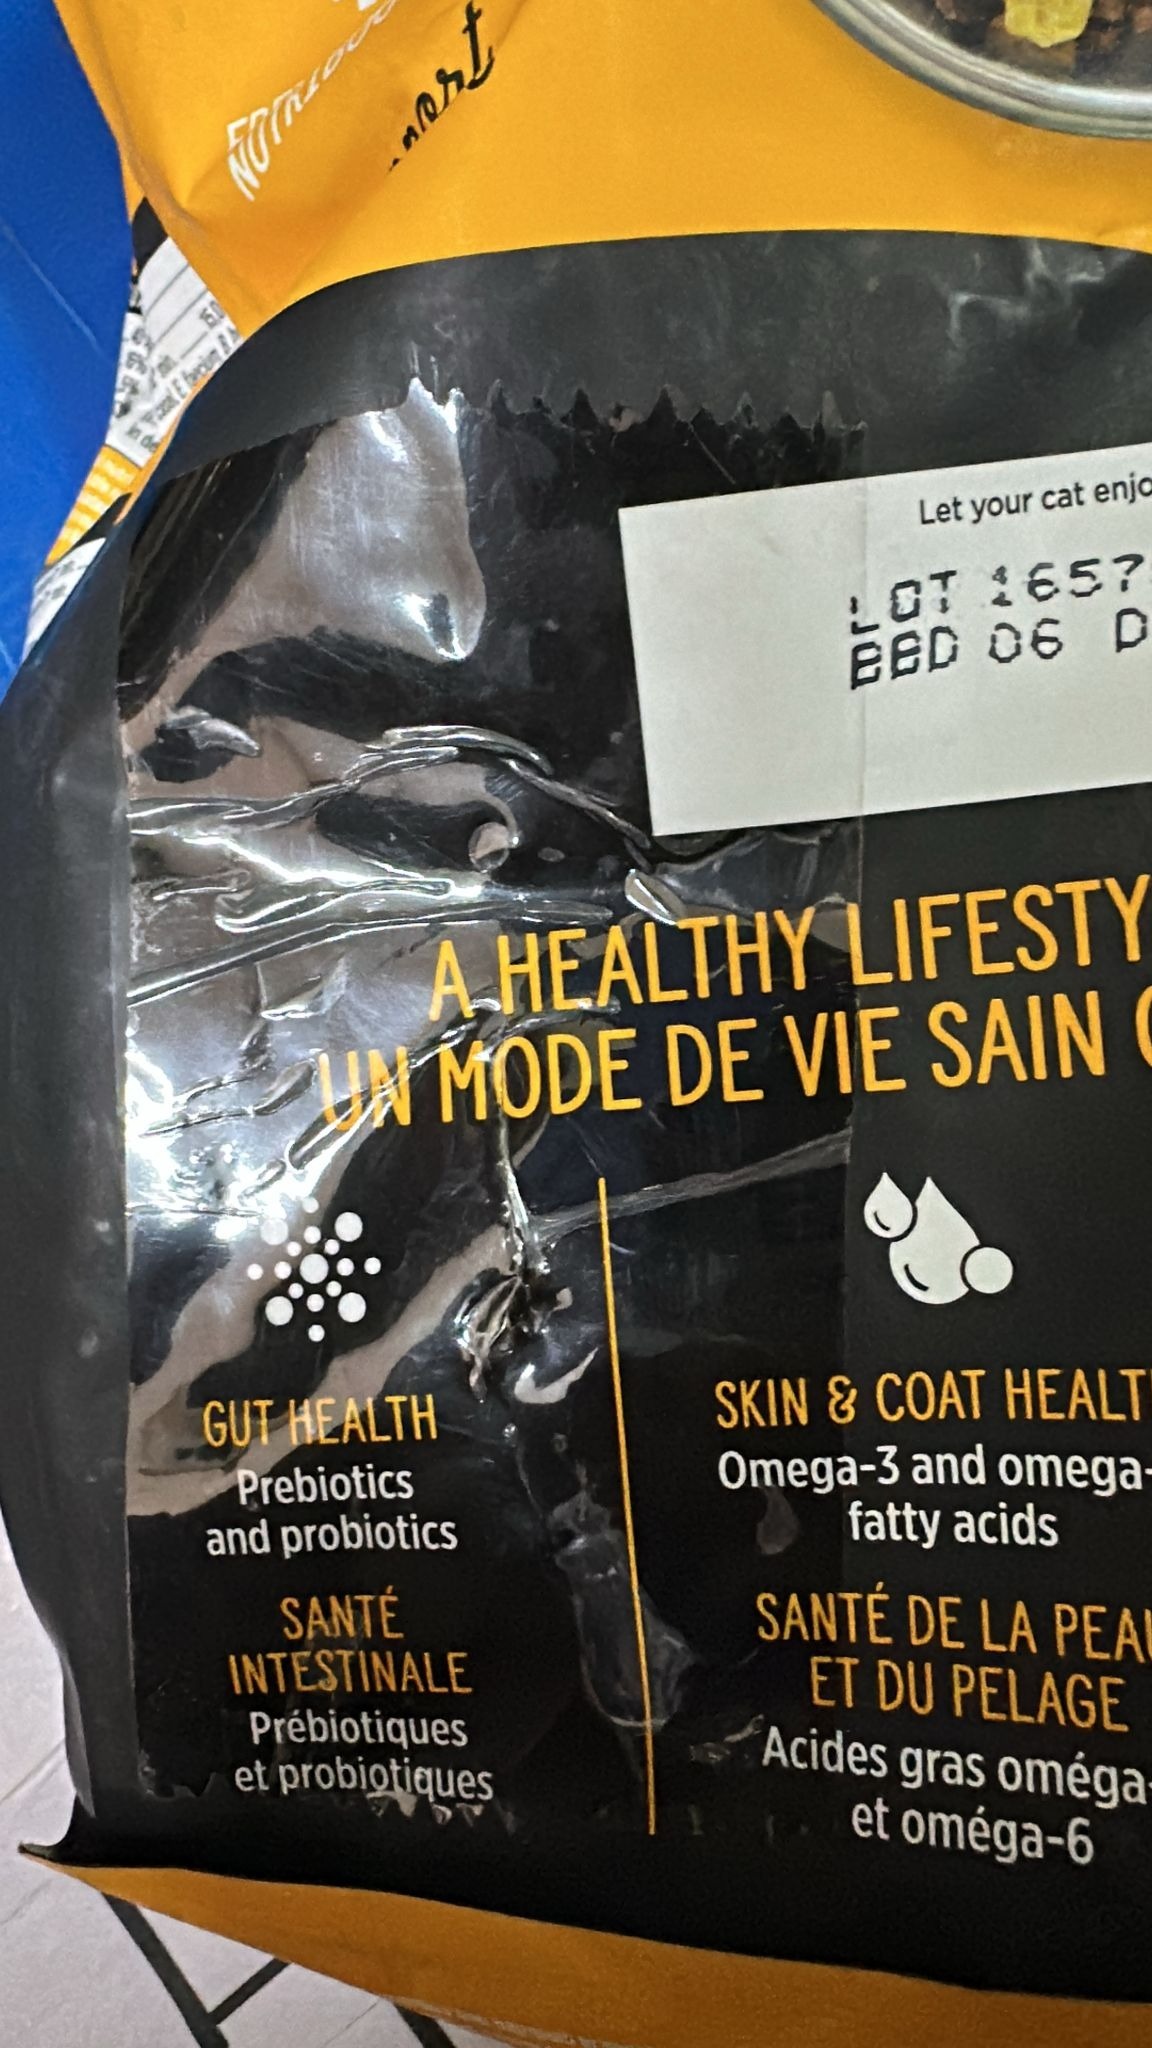 Let your cat enjo
LOT 1657
BBD 06 D
A HEALTHY LIFESTY
UN MODE DE VIE SAIN
GUT HEALTH
Prebiotics
and probiotics
SANTÉ
INTESTINALE
Prébiotiques
et probiotiques
SKIN & COAT HEALT
Omega-3 and omega-
fatty acids
SANTÉ DE LA PEAU
ET DU PELAGE
Acides gras oméga-
et oméga-6